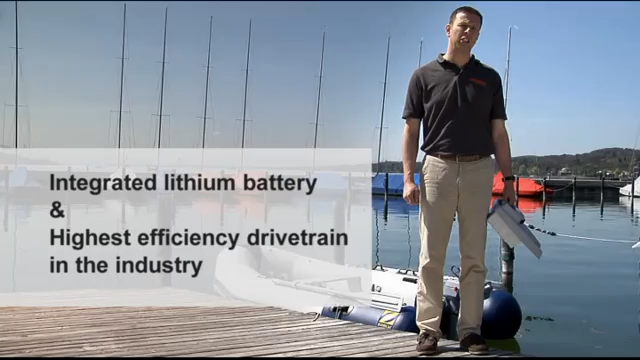 Integrated lithium battery
&
Highest efficiency drivetrain
in the industry